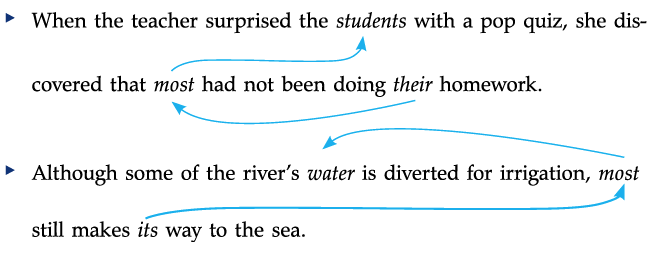 ▸ When the teacher surprised the students with a pop quiz, she dis-
covered that most had not been doing their homework.
▸ Although some of the river's water is diverted for irrigation, most
still makes its way to the sea.